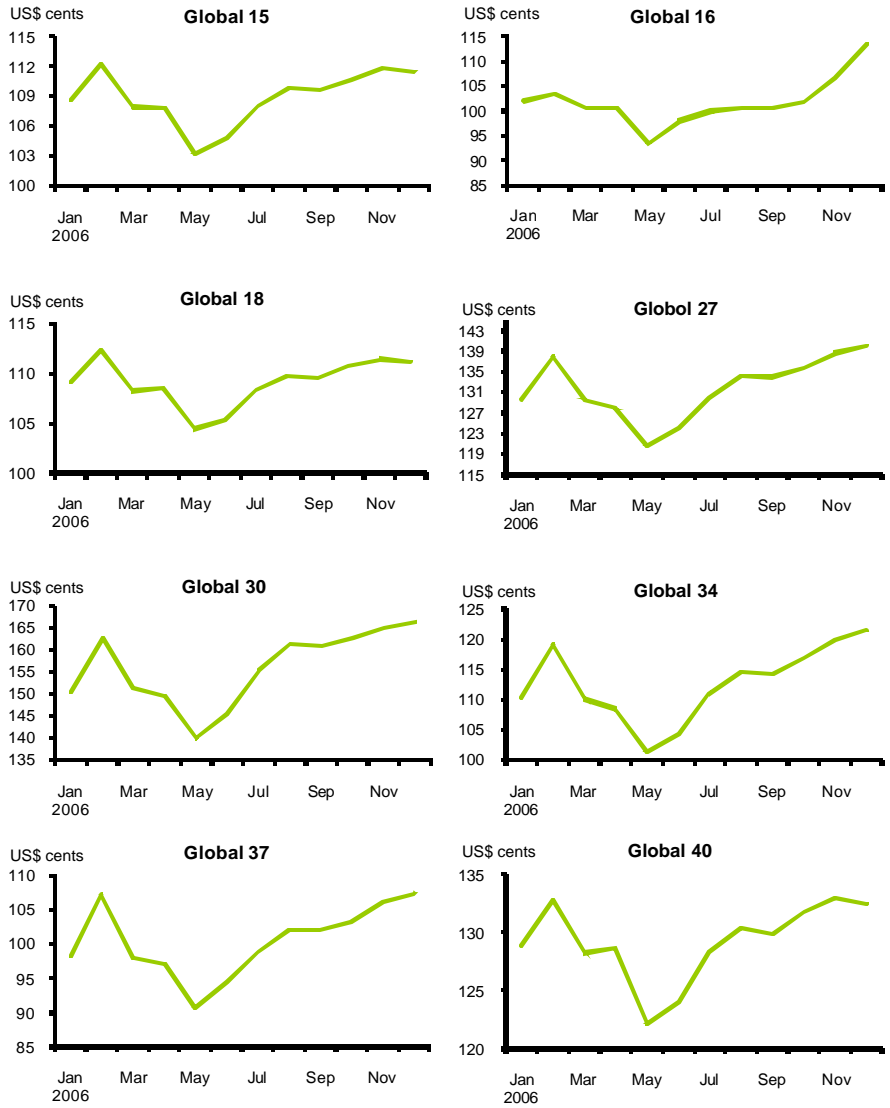 US$ cents
Global 15
115
112
109
106
103
100
Jan Mar May Jul Sep Nov
2006
US$ cents
Global 16
115
110
105
100
95
90
85
Jan Mar May Jul Sep Nov
2006
US$ cents
Global 18
115
110
105
100
Jan Mar May Jul Sep Nov
2006
US$ cents
Globol 27
143
139
135
131
127
123
119
115
Jan Mar May Jul Sep Nov
2006
US$ cents
Global 30
170
165
160
155
150
145
140
135
Jan Mar May Jul Sep Nov
2006
US$ cents
Global 34
125
120
115
110
105
100
Jan Mar May Jul Sep Nov
2006
US$ cents
Global 37
110
105
100
95
90
85
Jan Mar May Jul Sep Nov
2006
US$ cents
Global 40
135
130
125
120
Jan Mar May Jul Sep Nov
2006